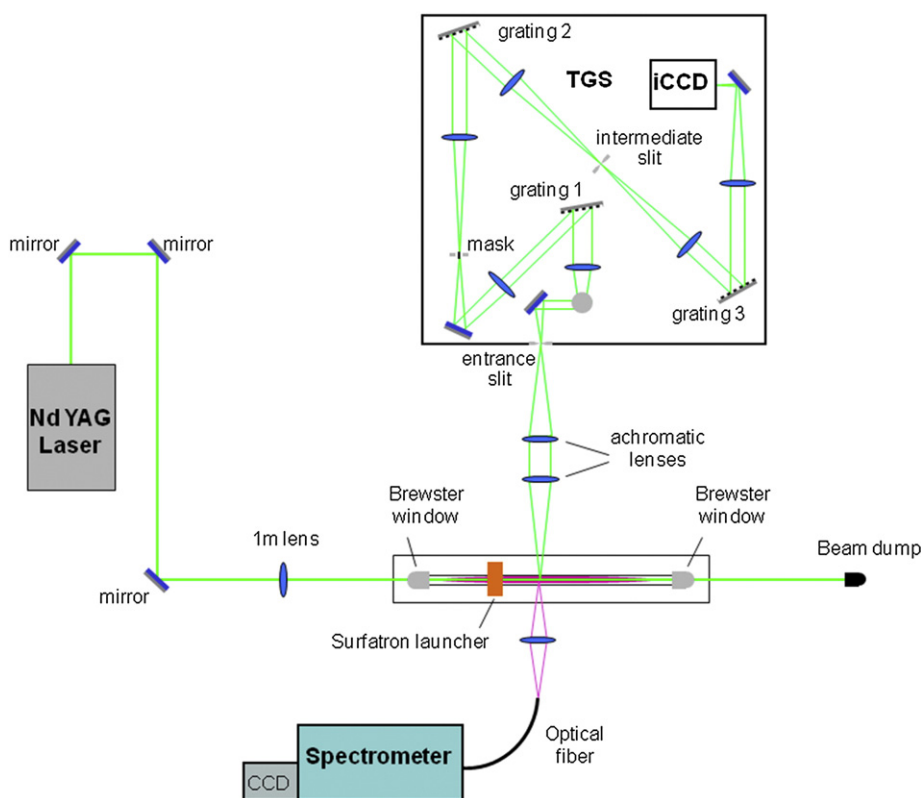 grating 2
TGS
iCCD
intermediate
slit
grating 1
mirror
mirror
mask
grating 3
entrance
slit
Nd YAG
Laser
achromatic
lenses
Brewster
window
Brewster
window
1m lens
Beam dump
mirror
Surfatron launcher
Optical
fiber
Spectrometer
CCD